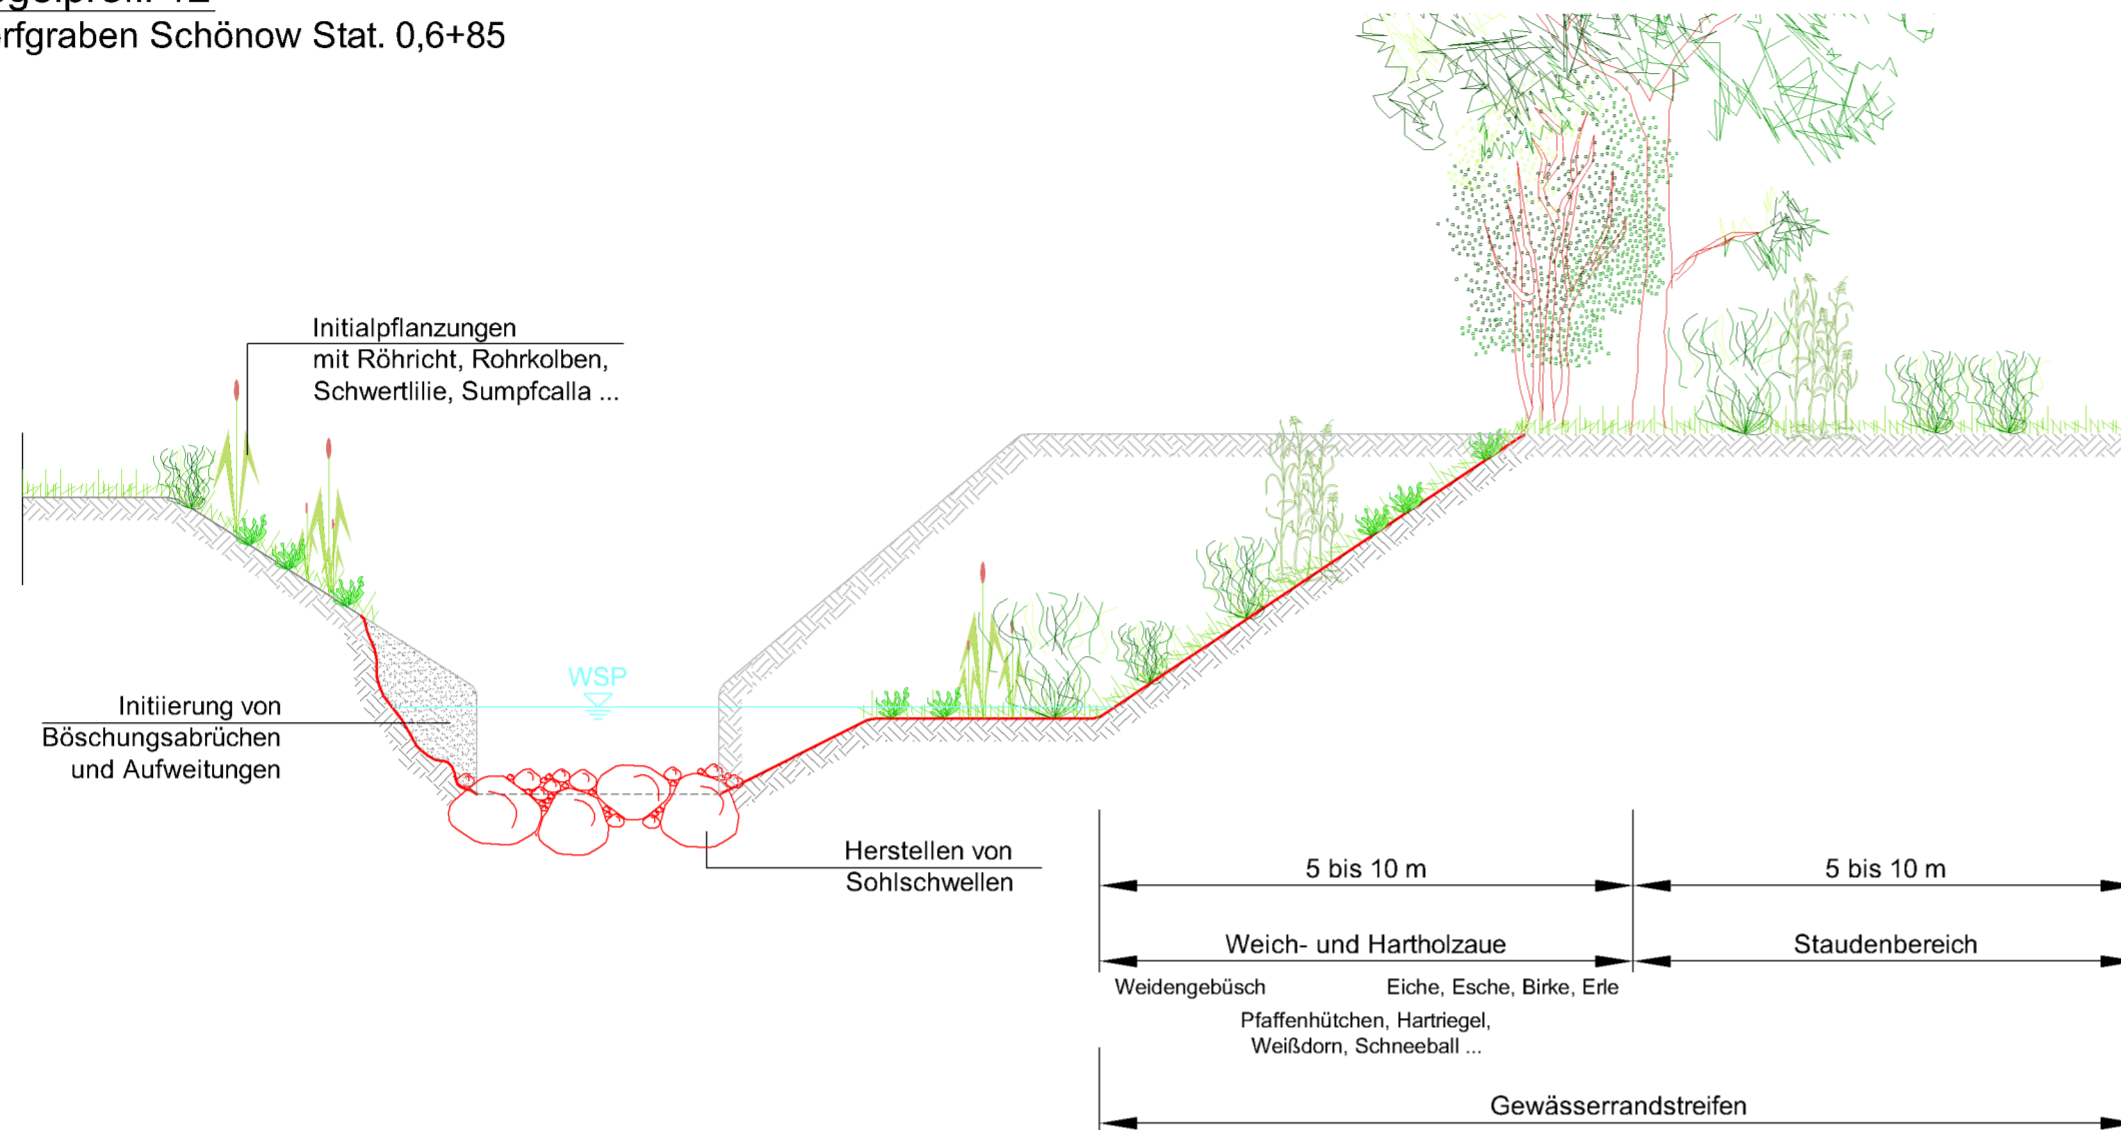 Schönow Stat. 0,6+85
Initialpflanzungen
mit Röhricht, Rohrkolben,
Schwertlilie, Sumpfcalla ...
WSP
Initiierung von
Böschungsabrüchen
und Aufweitungen
Herstellen von
Sohlschwellen
5 bis 10 m
5 bis 10 m
Weich- und Hartholzaue
Staudenbereich
Weidengebüsch
Eiche, Esche, Birke, Erle
Pfaffenhütchen, Hartriegel,
Weißdorn, Schneeball ...
Gewässerrandstreifen